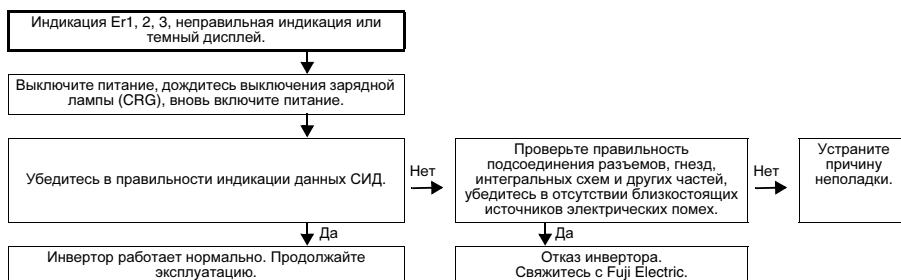 Индикация Er1, 2, 3, неправильная индикация или
темный дисплей.
Выключите питание, дождитесь выключения зарядной
лампы (CRG), вновь включите питание.
Убедитесь в правильности индикации данных СИД.
Нет
Проверьте правильность
подсоединения разъемов, гнезд,
интегральных схем и других частей,
убедитесь в отсутствии близкостоящих
источников электрических помех.
Нет
Устраните
причину
неполадки.
Да
Да
Инвертор работает нормально. Продолжайте
эксплуатацию.
Отказ инвертора.
Свяжитесь с Fuji Electric.